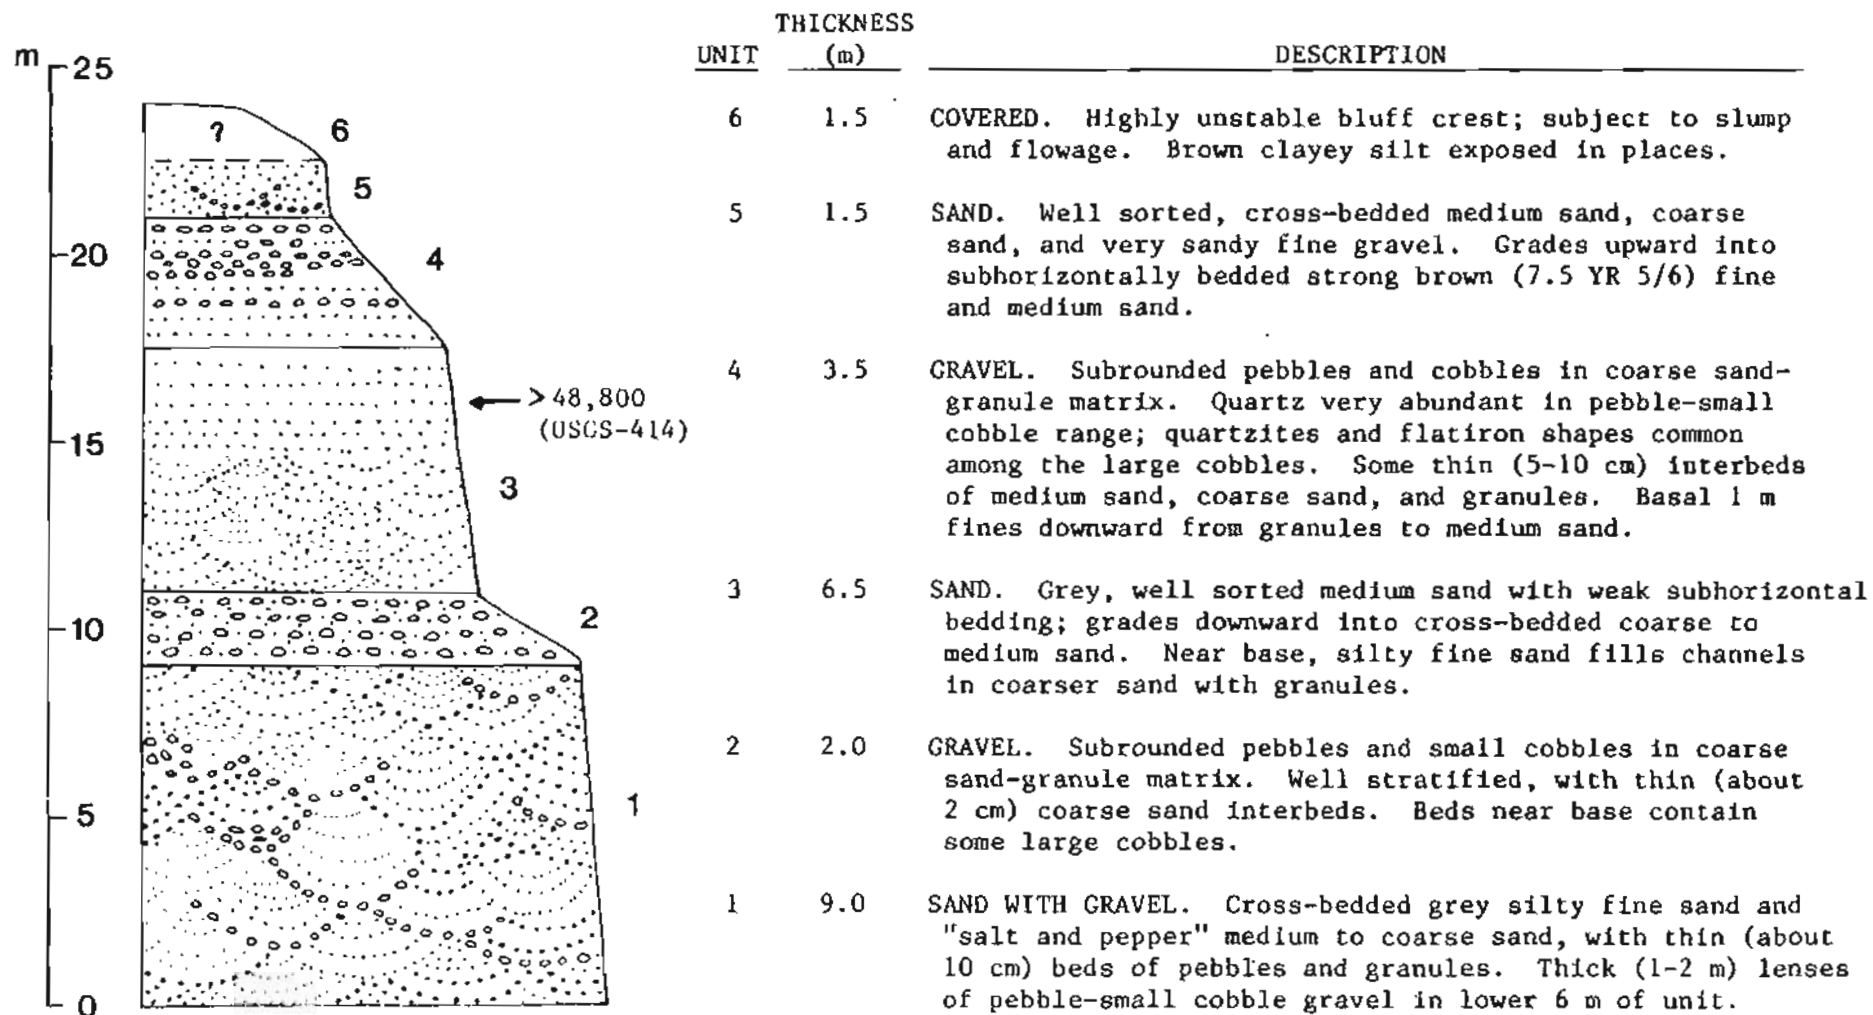 THICKNESS
UNIT (m) DESCRIPTION
m
25
20
15
10
5
0
?
6
5
4
3
2
1
> 48,800
(USGS-414)
6 1.5 COVERED. Highly unstable bluff crest; subject to slump
and flowage. Brown clayey silt exposed in places.
5 1.5 SAND. Well sorted, cross-bedded medium sand, coarse
sand, and very sandy fine gravel. Grades upward into
subhorizontally bedded strong brown (7.5 YR 5/6) fine
and medium sand.
4 3.5 GRAVEL. Subrounded pebbles and cobbles in coarse sand-
granule matrix. Quartz very abundant in pebble-small
cobble range; quartzites and flatiron shapes common
among the large cobbles. Some thin (5-10 cm) interbeds
of medium sand, coarse sand, and granules. Basal 1 m
fines downward from granules to medium sand.
3 6.5 SAND. Grey, well sorted medium sand with weak subhorizontal
bedding; grades downward into cross-bedded coarse to
medium sand. Near base, silty fine sand fills channels
in coarser sand with granules.
2 2.0 GRAVEL. Subrounded pebbles and small cobbles in coarse
sand-granule matrix. Well stratified, with thin (about
2 cm) coarse sand interbeds. Beds near base contain
some large cobbles.
1 9.0 SAND WITH GRAVEL. Cross-bedded grey silty fine sand and
"salt and pepper" medium to coarse sand, with thin (about
10 cm) beds of pebbles and granules. Thick (1-2 m) lenses
of pebble-small cobble gravel in lower 6 m of unit.